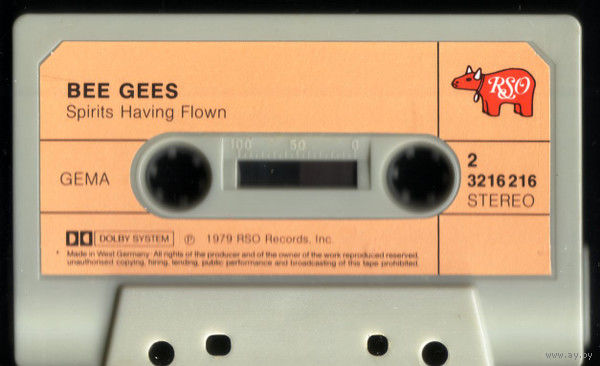 BEE GEES
Spirits Having Flown
RSO
100 50 0
GEMA
2
3216 216
STEREO
DOLBY SYSTEM ℗ 1979 RSO Records, Inc.
Made in West Germany · All rights of the producer and of the owner of the work reproduced reserved.
unauthorised copying, hiring, lending, public performance and broadcasting of this tape prohibited.
www.ay.by